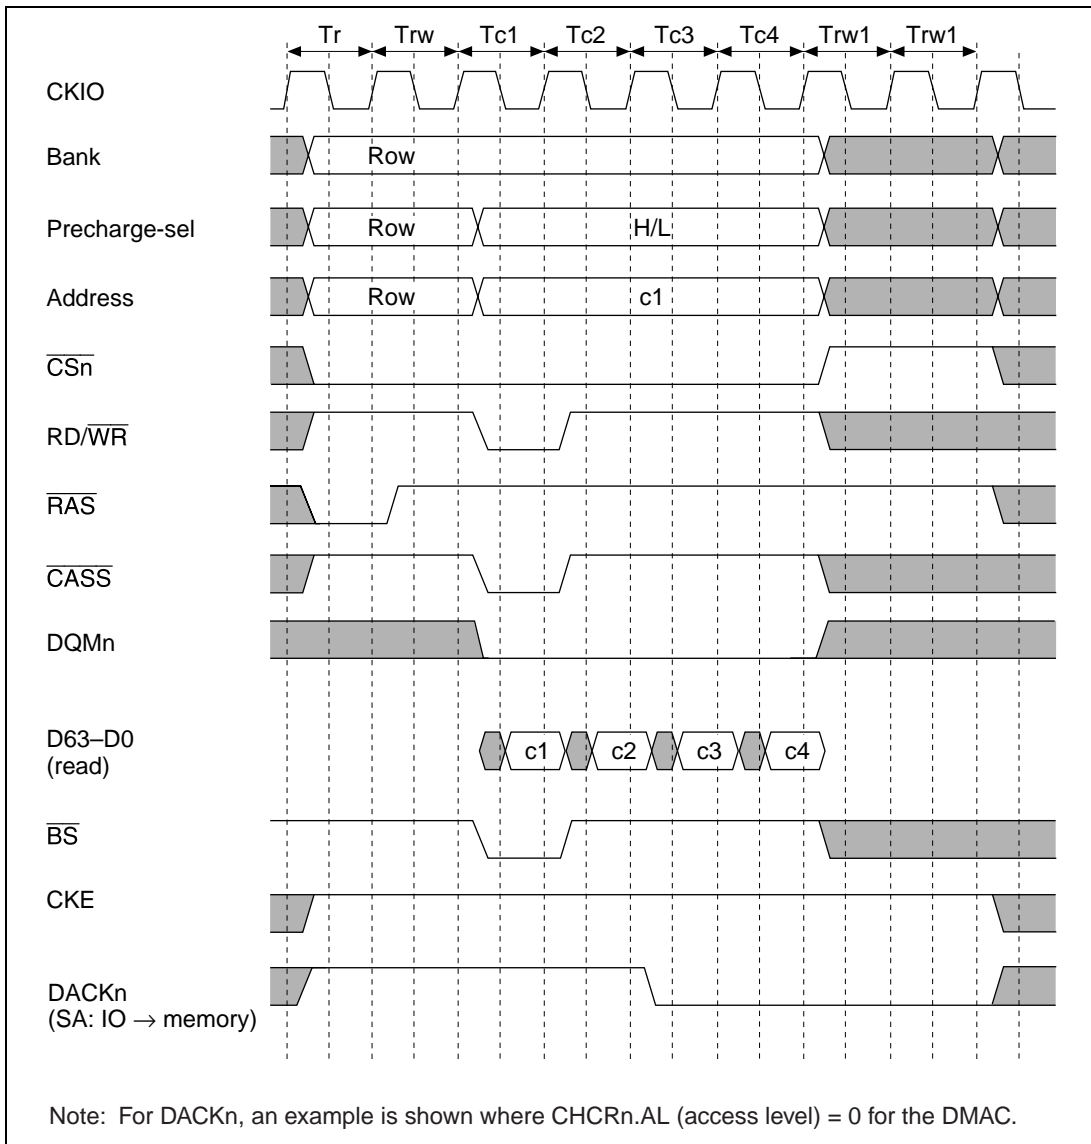 Tr Trw Tc1 Tc2 Tc3 Tc4 Trw1 Trw1
CKIO
Bank Row
Precharge-sel Row H/L
Address Row c1
CSn
RD/WR
RAS
CASS
DQMn
D63–D0
(read) c1 c2 c3 c4
BS
CKE
DACKn
(SA: IO → memory)
Note: For DACKn, an example is shown where CHCRn.AL (access level) = 0 for the DMAC.